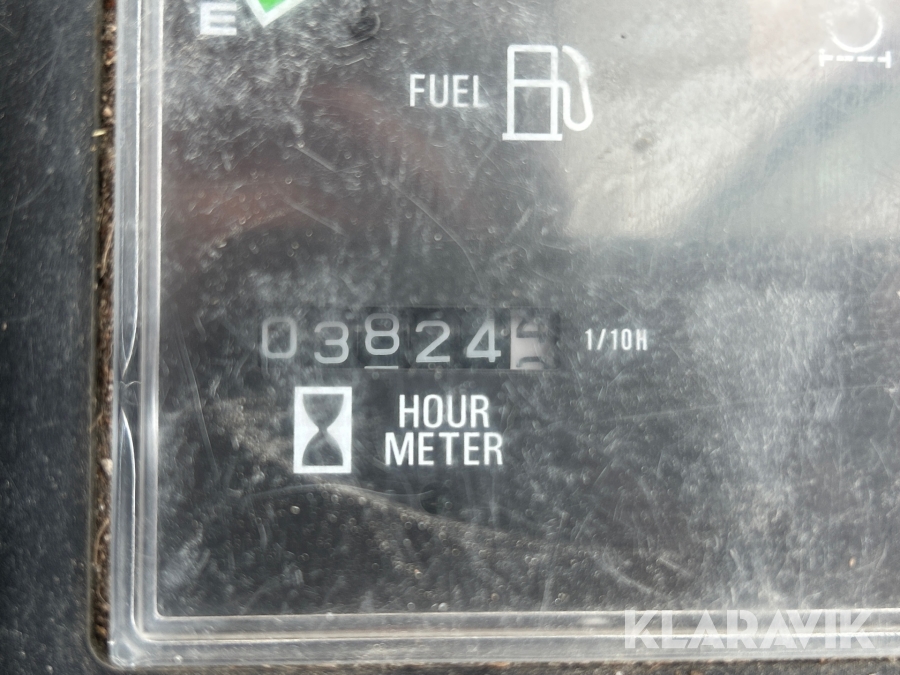 E
FUEL
03824 1/10H
HOUR
METER
KLARAVIK